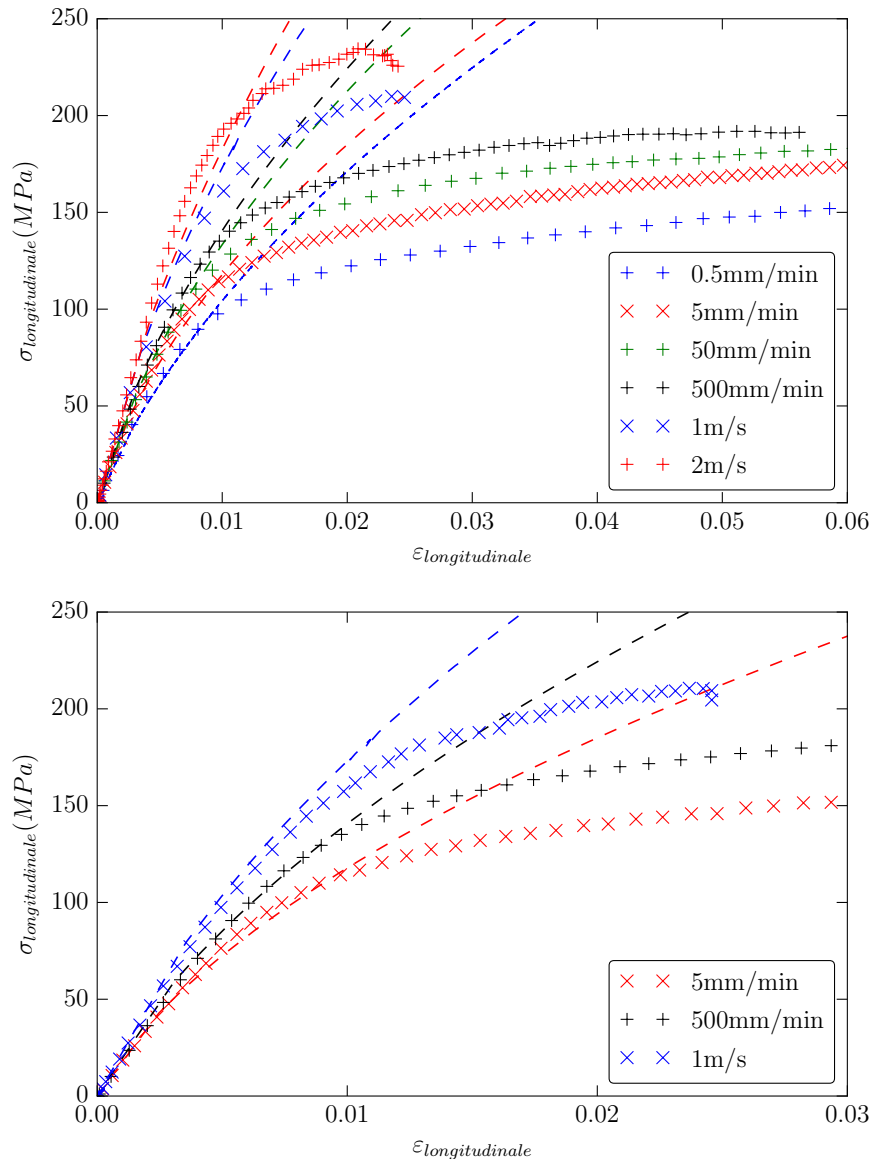 250
200
150
100
50
0
σlongitudinale(MPa)
0.5mm/min
5mm/min
50mm/min
500mm/min
1m/s
2m/s
0.00 0.01 0.02 0.03 0.04 0.05 0.06
εlongitudinale
250
200
150
100
50
0
σlongitudinale(MPa)
5mm/min
500mm/min
1m/s
0.00 0.01 0.02 0.03
εlongitudinale